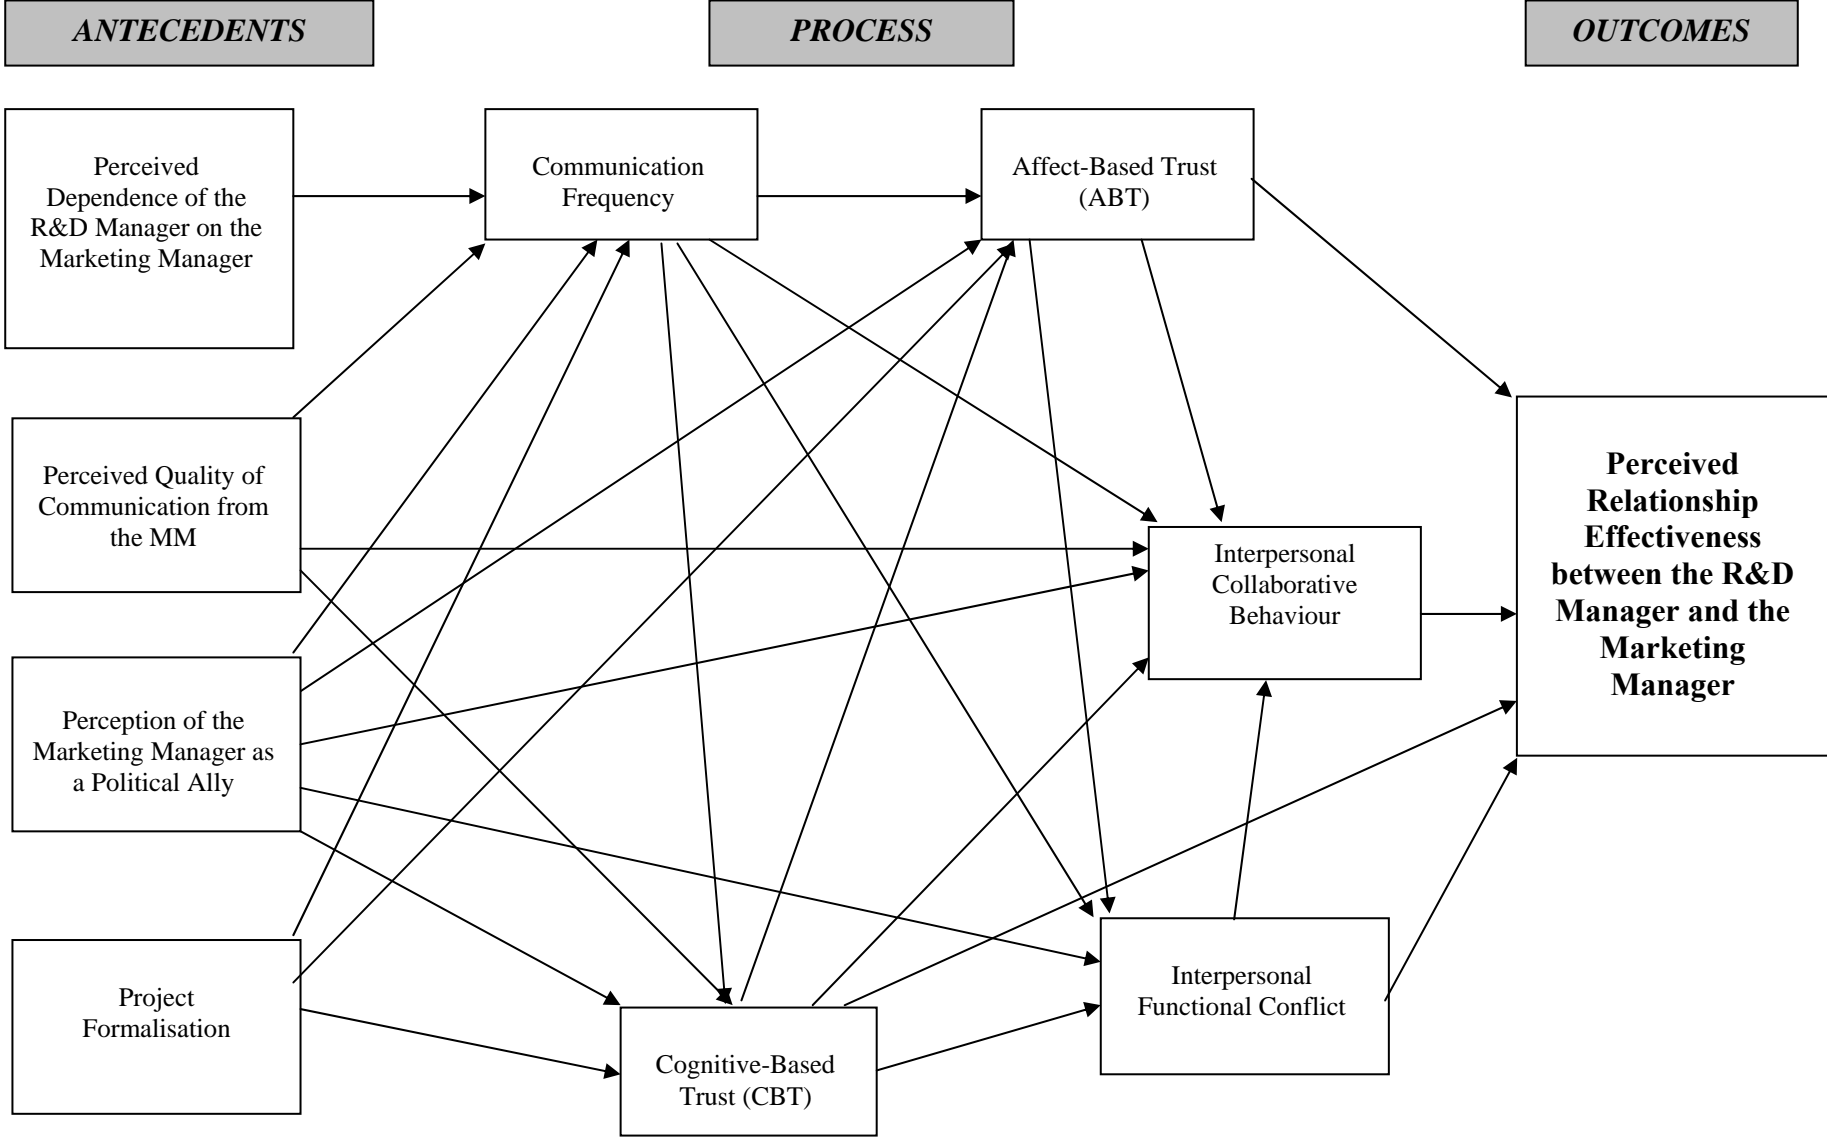 ANTECEDENTS
PROCESS
OUTCOMES
Perceived
Dependence of the
R&D Manager on the
Marketing Manager
Communication
Frequency
Affect-Based Trust
(ABT)
Perceived Quality of
Communication from
the MM
Perceived
Relationship
Effectiveness
between the R&D
Manager and the
Marketing
Manager
Interpersonal
Collaborative
Behaviour
Perception of the
Marketing Manager as
a Political Ally
Interpersonal
Functional Conflict
Project
Formalisation
Cognitive-Based
Trust (CBT)